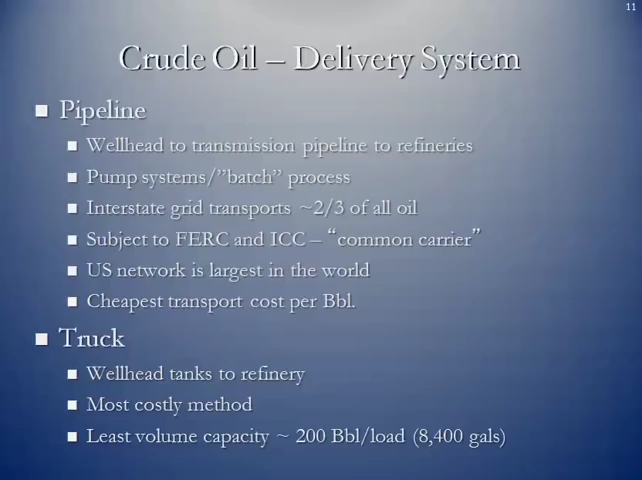 11
Crude Oil – Delivery System
Pipeline
Wellhead to transmission pipeline to refineries
Pump systems/”batch” process
Interstate grid transports ~2/3 of all oil
Subject to FERC and ICC – “common carrier”
US network is largest in the world
Cheapest transport cost per Bbl.
Truck
Wellhead tanks to refinery
Most costly method
Least volume capacity ~ 200 Bbl/load (8,400 gals)